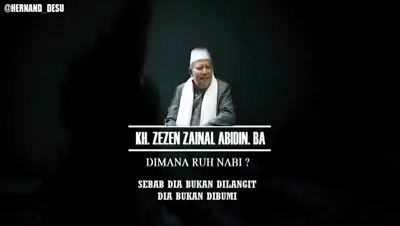 @HERNAND_DESU
KH. ZEZEN ZAINAL ABIDIN. BA
DIMANA RUH NABI ?
SEBAB DIA BUKAN DILANGIT
DIA BUKAN DIBUMI